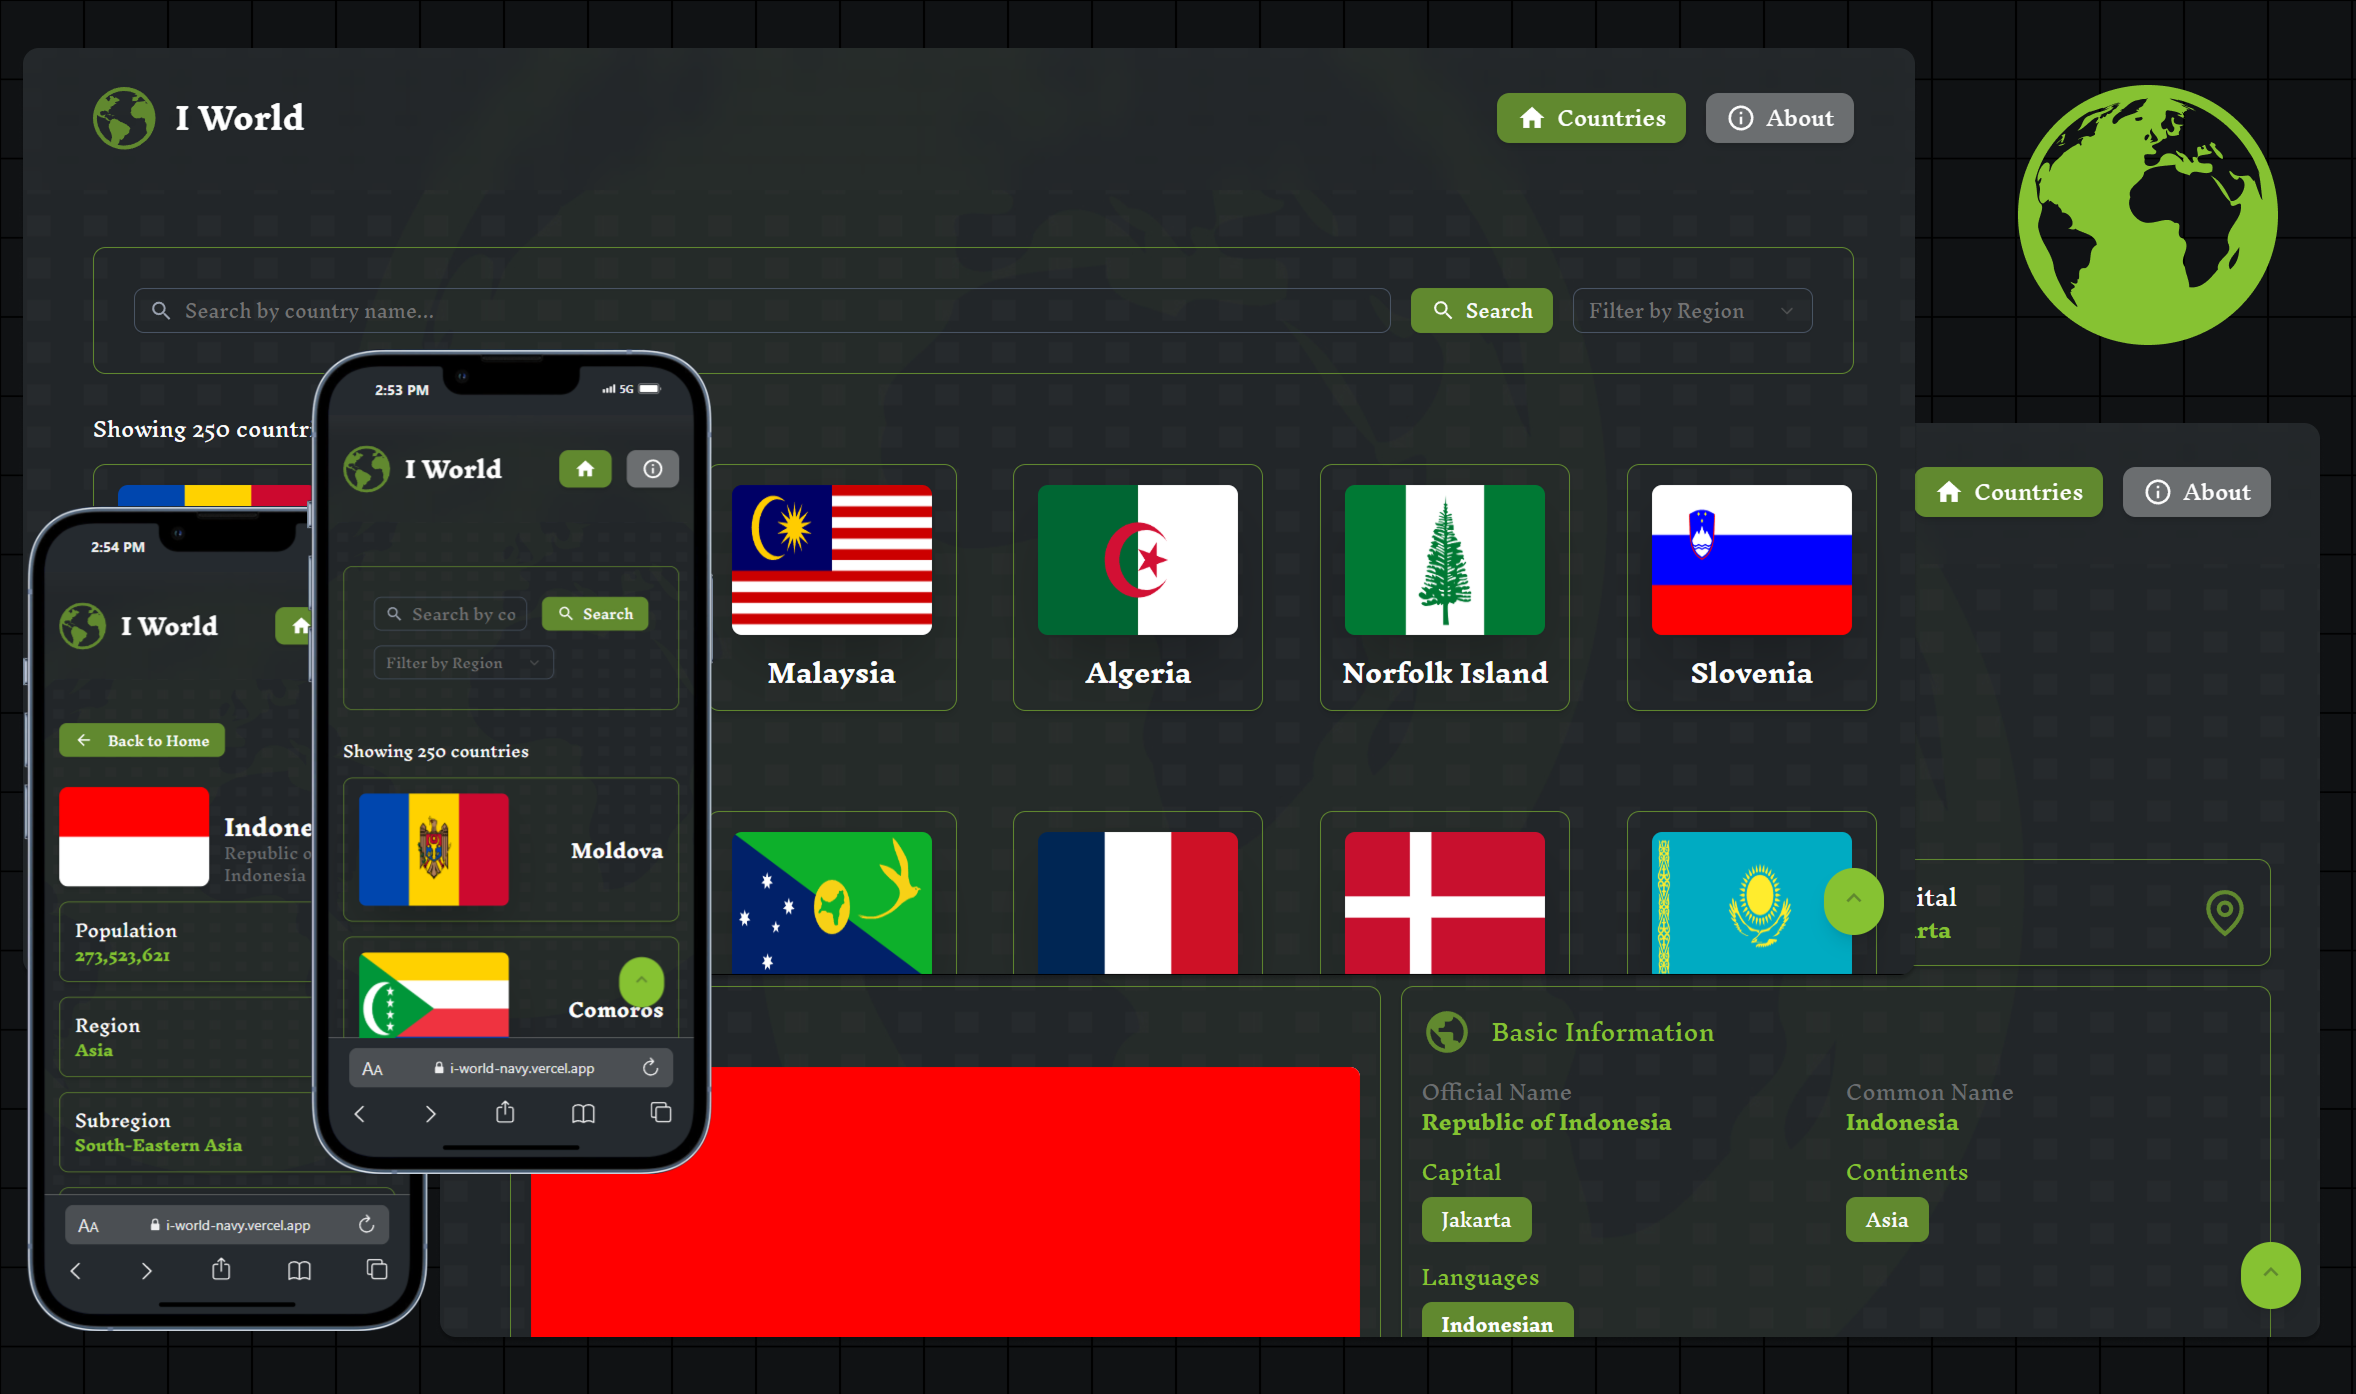 I World
Countries
About
Search by country name...
Search
Filter by Region
Showing 250 countr
Malaysia
Algeria
Norfolk Island
Slovenia
2:53 PM
5G
I World
Search by co
Search
Filter by Region
Showing 250 countries
Moldova
Comoros
AA
i-world-navy.vercel.app
2:54 PM
I World
Back to Home
Indone
Republic o
Indonesia
Population
273,523,621
Region
Asia
Subregion
South-Eastern Asia
AA
i-world-navy.vercel.app
Countries
About
ital
rta
Basic Information
Official Name
Republic of Indonesia
Common Name
Indonesia
Capital
Jakarta
Continents
Asia
Languages
Indonesian